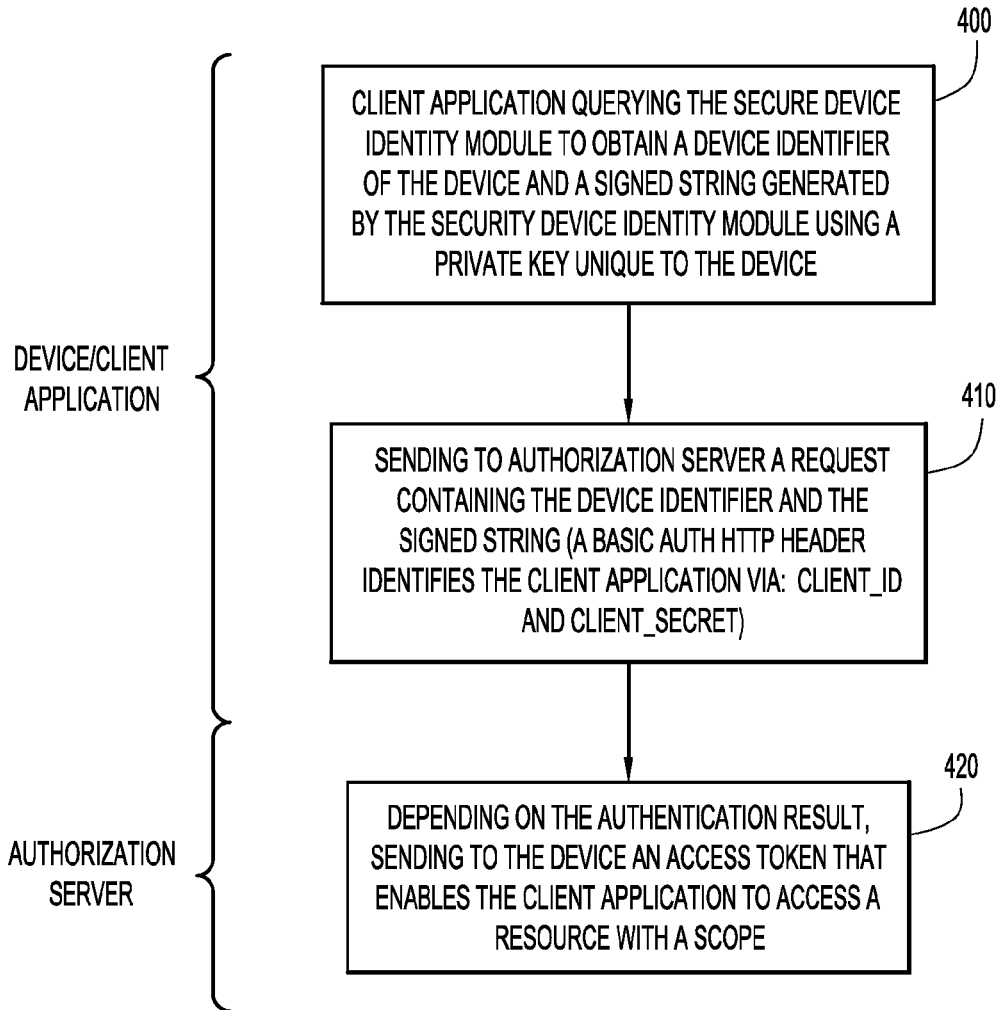 400
CLIENT APPLICATION QUERYING THE SECURE DEVICE
IDENTITY MODULE TO OBTAIN A DEVICE IDENTIFIER
OF THE DEVICE AND A SIGNED STRING GENERATED
BY THE SECURITY DEVICE IDENTITY MODULE USING A
PRIVATE KEY UNIQUE TO THE DEVICE
DEVICE/CLIENT
APPLICATION
410
SENDING TO AUTHORIZATION SERVER A REQUEST
CONTAINING THE DEVICE IDENTIFIER AND THE
SIGNED STRING (A BASIC AUTH HTTP HEADER
IDENTIFIES THE CLIENT APPLICATION VIA: CLIENT_ID
AND CLIENT_SECRET)
420
DEPENDING ON THE AUTHENTICATION RESULT,
SENDING TO THE DEVICE AN ACCESS TOKEN THAT
ENABLES THE CLIENT APPLICATION TO ACCESS A
RESOURCE WITH A SCOPE
AUTHORIZATION
SERVER